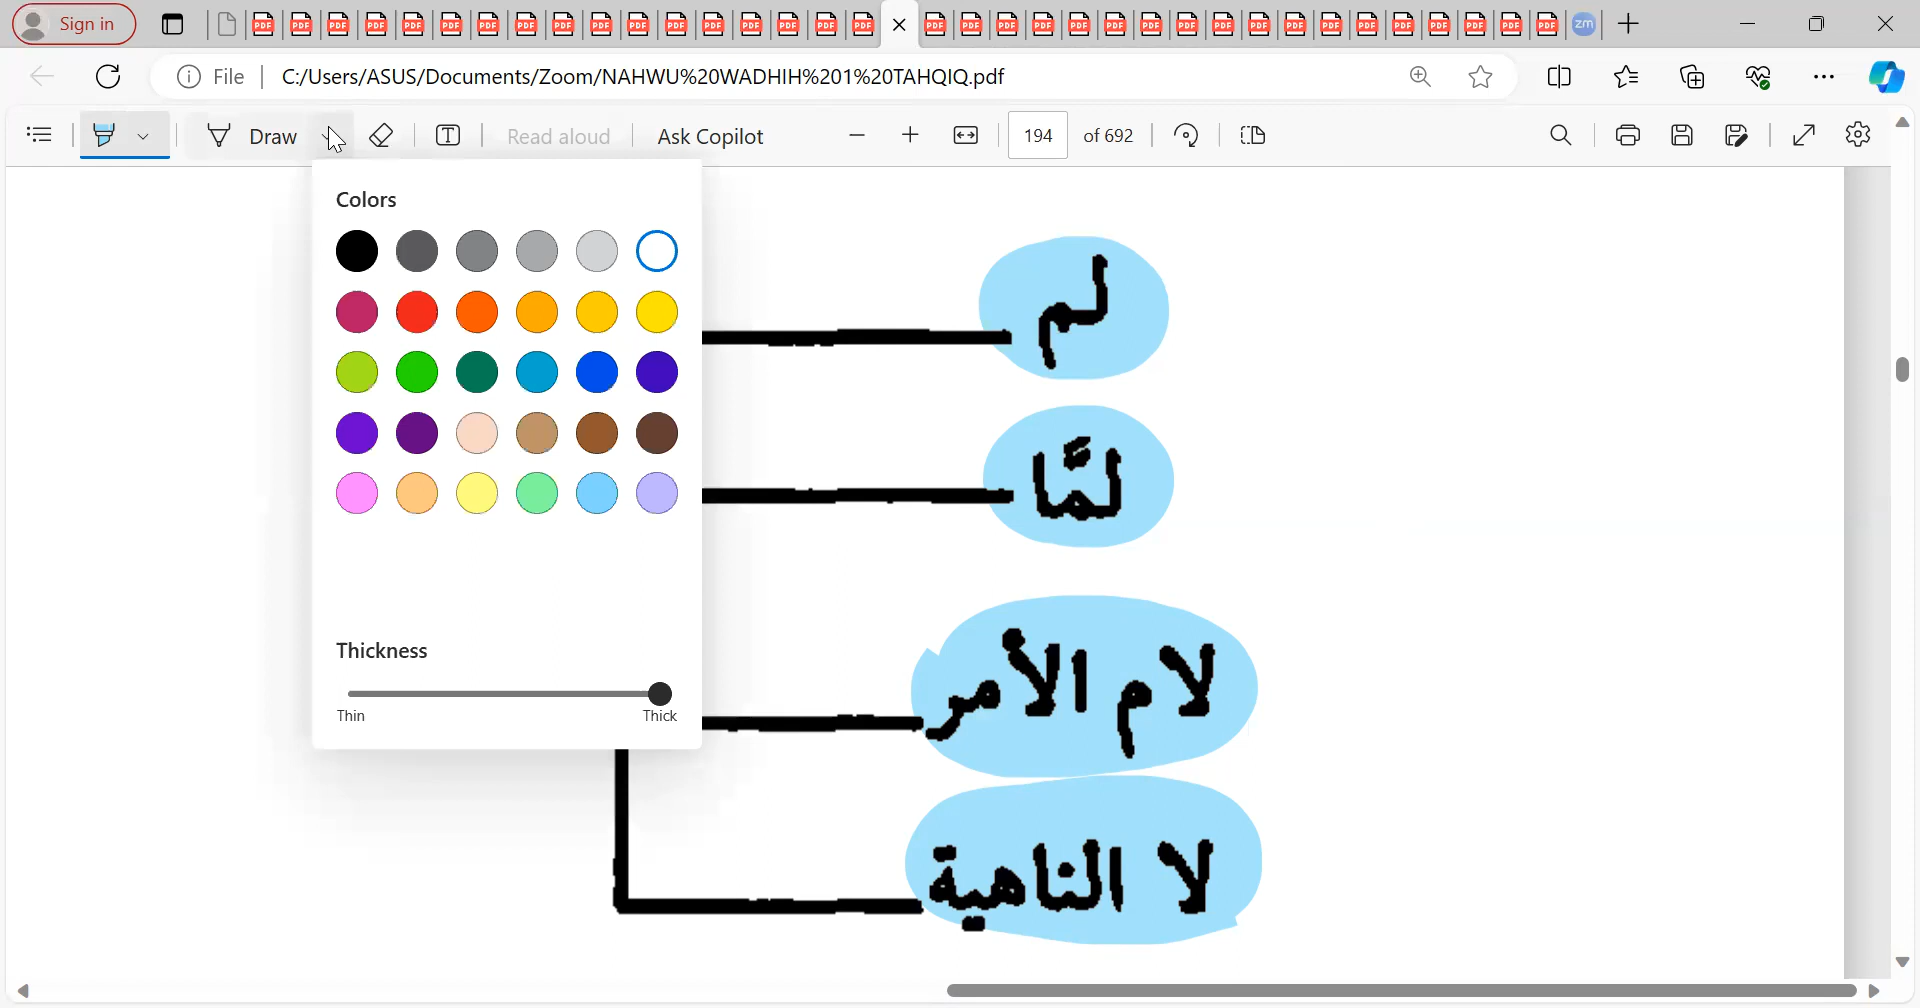 Sign in
zm
File
C:/Users/ASUS/Documents/Zoom/NAHWU%20WADHIH%201%20TAHQIQ.pdf
Draw
Read aloud
Ask Copilot
194 of 692
Colors
Thickness
Thin
Thick
لم
لمَّا
لام الأمر
لا الناهية